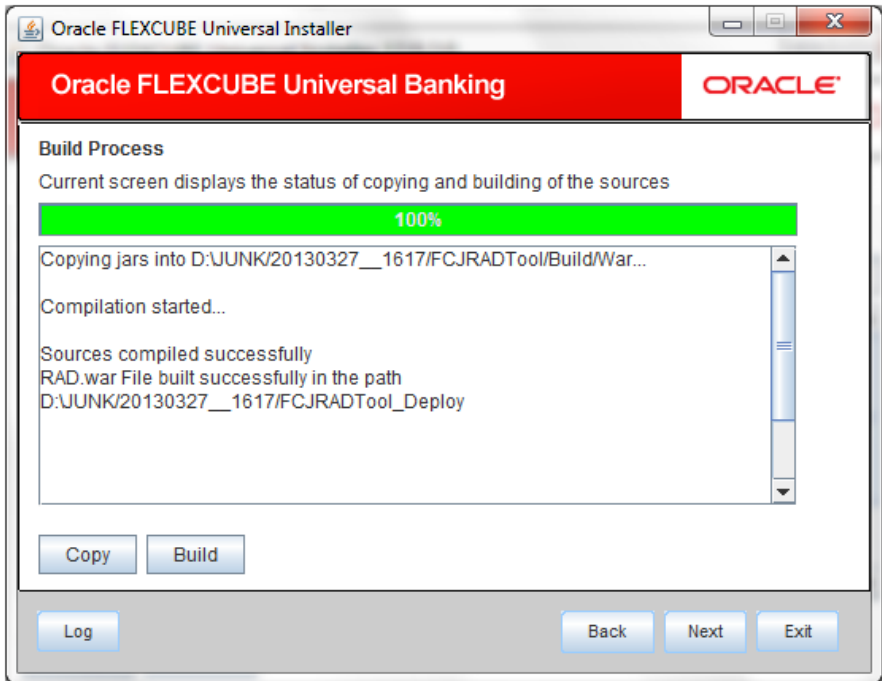 Oracle FLEXCUBE Universal Installer
Oracle FLEXCUBE Universal Banking
ORACLE
Build Process
Current screen displays the status of copying and building of the sources
100%
Copying jars into D:\JUNK/20130327__1617/FCJRADTool/Build/War...
Compilation started...
Sources compiled successfully
RAD.war File built successfully in the path
D:\JUNK/20130327__1617/FCJRADTool_Deploy
Copy Build
Log Back Next Exit